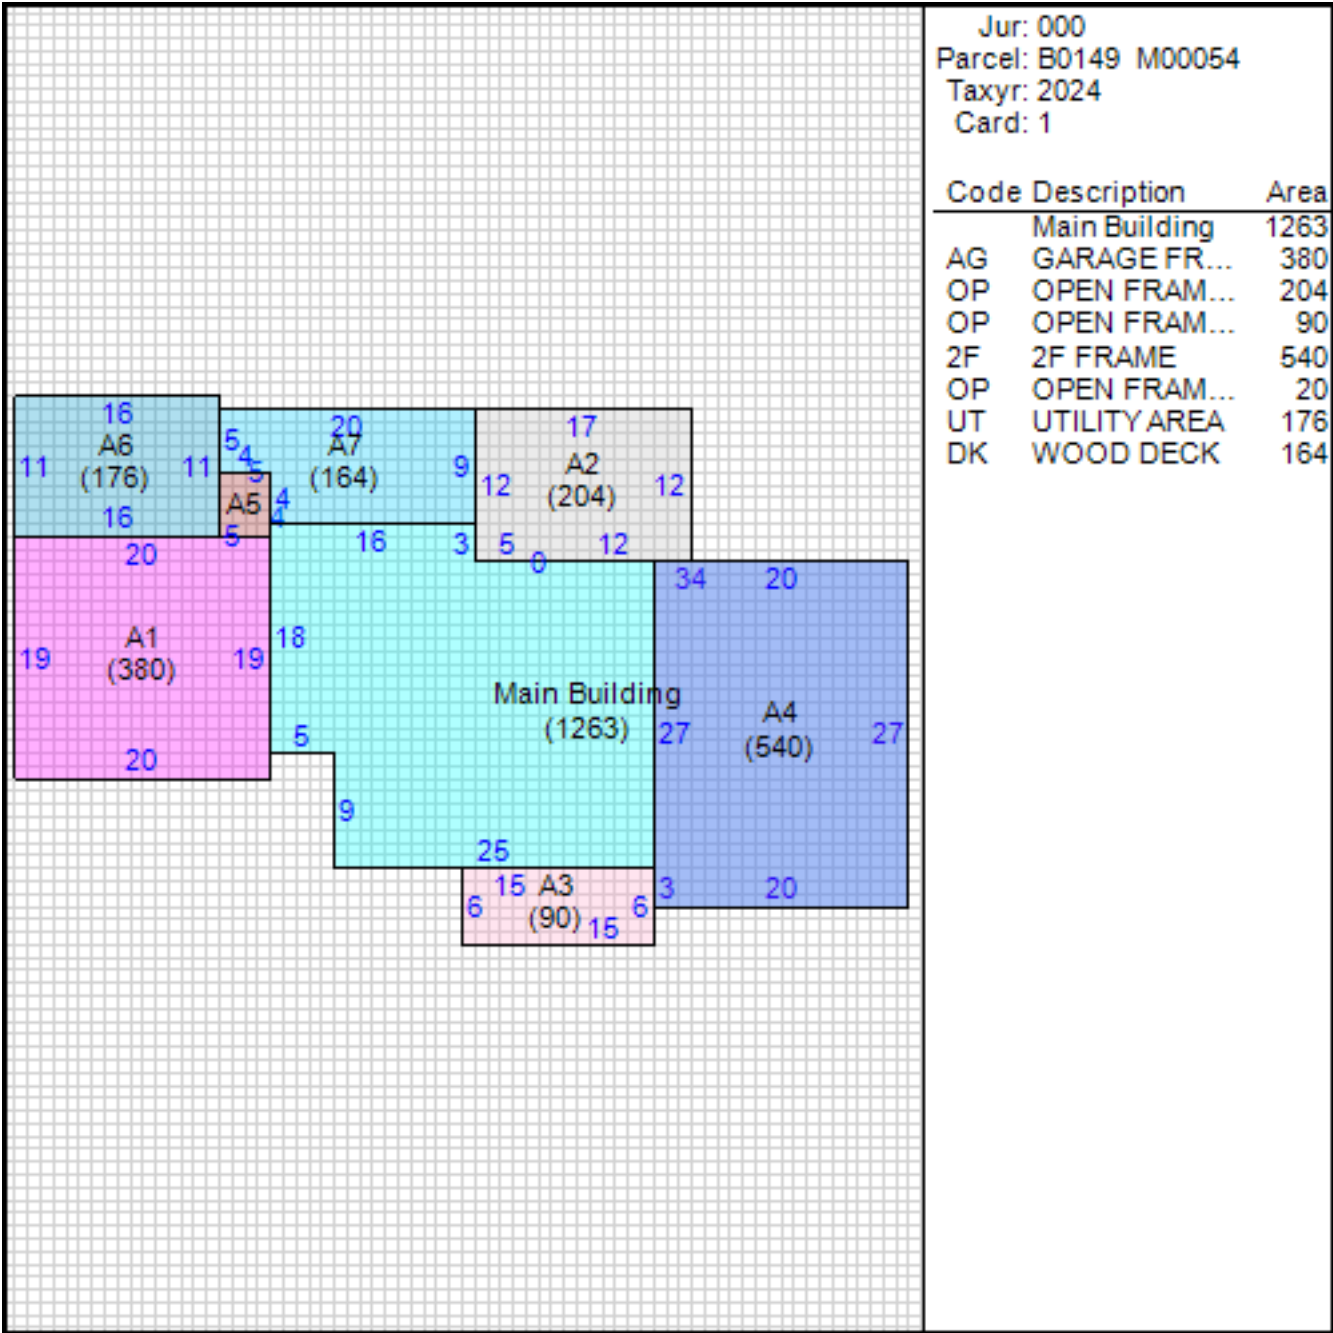 Jur: 000
Parcel: B0149 M00054
Taxyr: 2024
Card: 1
Code Description Area
Main Building 1263
AG GARAGE FR... 380
OP OPEN FRAM... 204
OP OPEN FRAM... 90
2F 2F FRAME 540
OP OPEN FRAM... 20
UT UTILITY AREA 176
DK WOOD DECK 164
16
A6
(176)
11
11
16
5
4
5
20
A7
(164)
9
17
A2
(204)
12
12
5
12
0
A5
4
4
5
16
3
20
A1
(380)
19
19
20
18
5
9
25
Main Building
(1263)
34
20
A4
(540)
27
27
3
20
15
A3
(90)
6
6
15